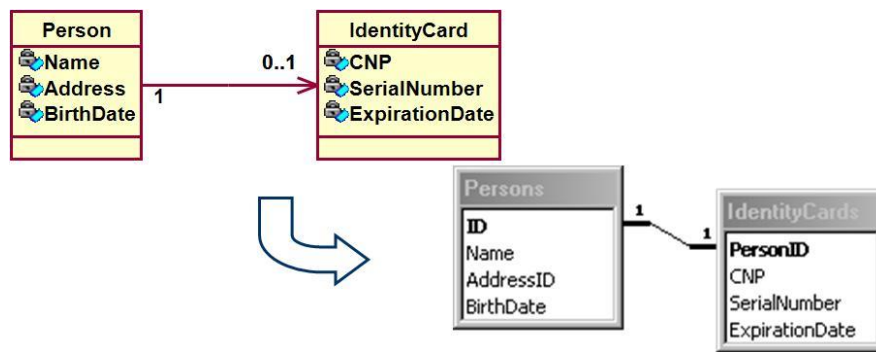 Person
Name
Address
BirthDate
1
0..1
IdentityCard
CNP
SerialNumber
ExpirationDate
Persons
ID
Name
AddressID
BirthDate
1
1
IdentityCards
PersonID
CNP
SerialNumber
ExpirationDate